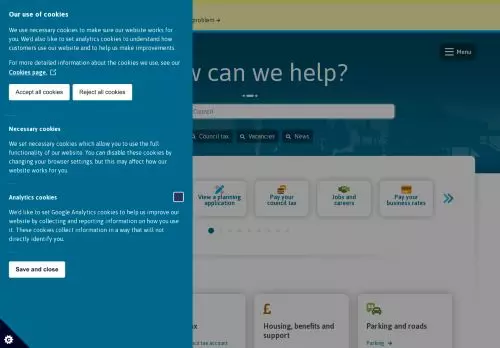 Our use of cookies
We use necessary cookies to make our website works for
you. We'd also like to set analytics cookies to understand how
customers use our website and to help us make improvements.
For more detailed information about the cookies we use, see our
Cookies page.
Accept all cookies
Reject all cookies
Necessary cookies
We set necessary cookies which allow you to use the full
functionality of our website. You can disable these cookies by
changing your browser settings, but this may affect how our
website works for you.
Analytics cookies
We'd like to set Google Analytics cookies to help us improve our
website by collecting and reporting information on how you use
it. These cookies collect information in a way that will not
directly identify you.
Save and close
problem
Menu
can we help?
Council
Council tax
Vacancies
News
View a planning
application
Pay your
council tax
Jobs and
careers
Pay your
business rates
Housing, benefits and
support
Parking and roads
tax account
Parking